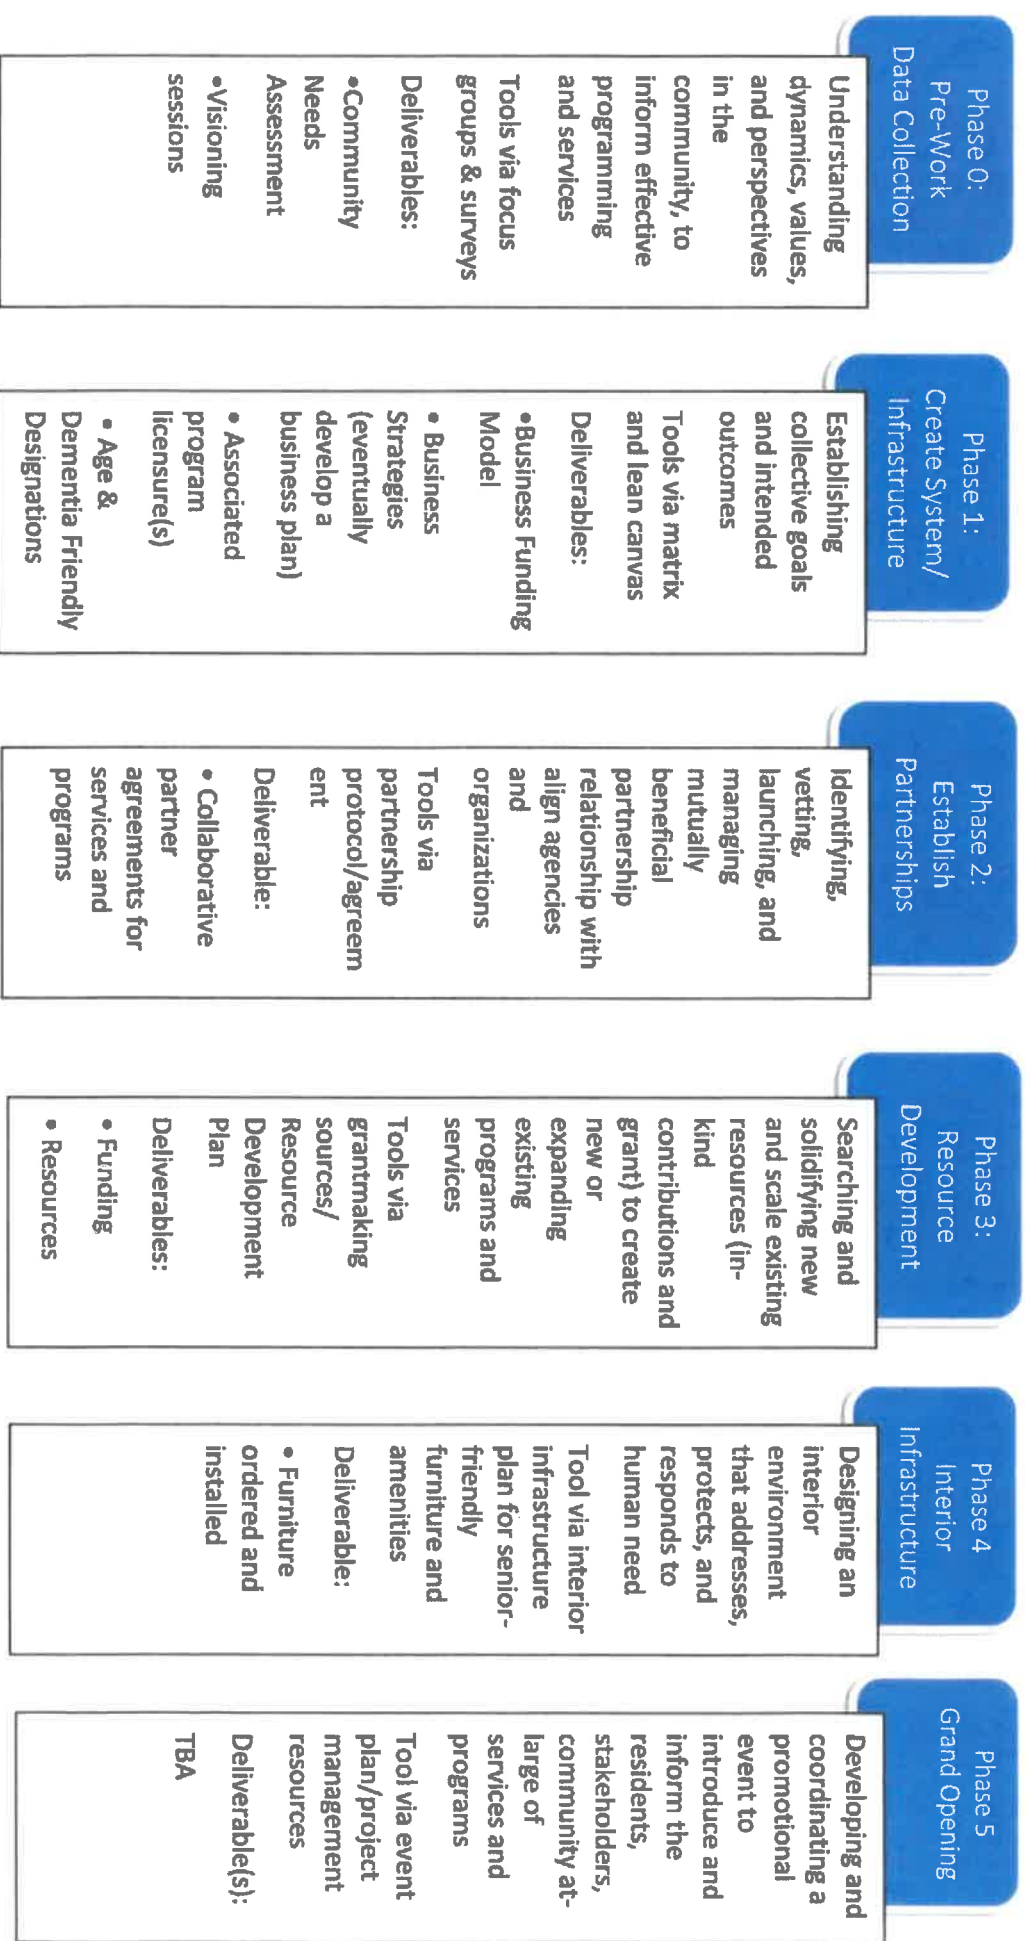 Phase 0:
Pre-Work
Data Collection
Understanding
dynamics, values,
and perspectives
in the
community, to
inform effective
programming
and services
Tools via focus
groups & surveys
Deliverables:
•Community
Needs
Assessment
•Visioning
sessions
Phase 1:
Create System/
Infrastructure
Establishing
collective goals
and intended
outcomes
Tools via matrix
and lean canvas
Deliverables:
•Business Funding
Model
• Business
Strategies
(eventually
develop a
business plan)
• Associated
program
licensure(s)
• Age &
Dementia Friendly
Designations
Phase 2:
Establish
Partnerships
Identifying,
vetting,
launching, and
managing
mutually
beneficial
partnership
relationship with
align agencies
and
organizations
Tools via
partnership
protocol/agreem
ent
Deliverable:
• Collaborative
partner
agreements for
services and
programs
Phase 3:
Resource
Development
Searching and
solidifying new
and scale existing
resources (in-
kind
contributions and
grant) to create
new or
expanding
existing
programs and
services
Tools via
grantmaking
sources/
Resource
Development
Plan
Deliverables:
• Funding
• Resources
Phase 4
Interior
Infrastructure
Designing an
interior
environment
that addresses,
protects, and
responds to
human need
Tool via interior
infrastructure
plan for senior-
friendly
furniture and
amenities
Deliverable:
• Furniture
ordered and
installed
Phase 5
Grand Opening
Developing and
coordinating a
promotional
event to
introduce and
inform the
residents,
stakeholders,
community at-
large of
services and
programs
Tool via event
plan/project
management
resources
Deliverable(s):
TBA